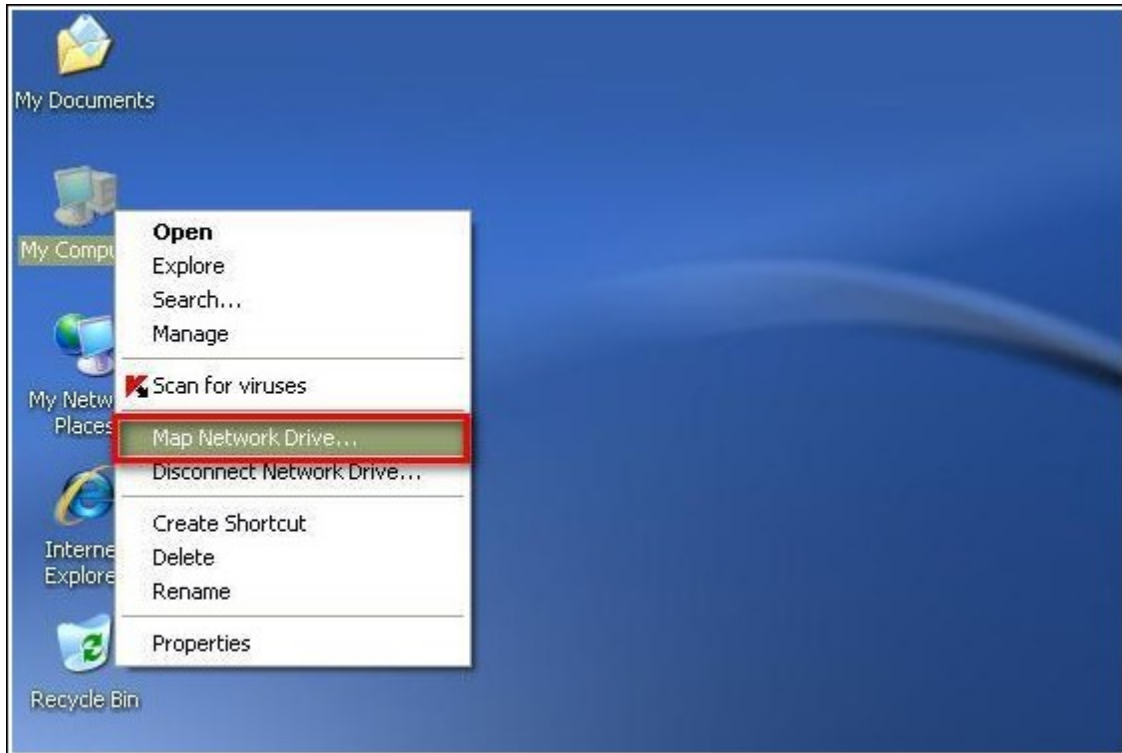 My Documents
My Compu
My Netw
Places
Interne
Explore
Recycle Bin
Open
Explore
Search...
Manage
Scan for viruses
Map Network Drive...
Disconnect Network Drive...
Create Shortcut
Delete
Rename
Properties